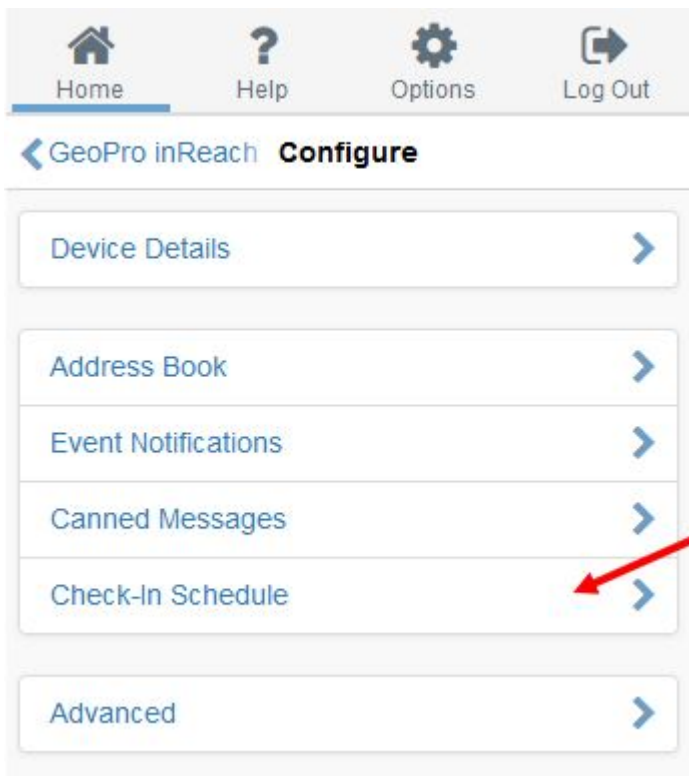 Home Help Options Log Out
GeoPro inReach Configure
Device Details
Address Book
Event Notifications
Canned Messages
Check-In Schedule
Advanced